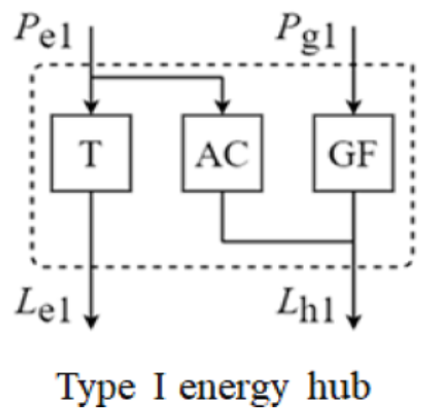 Pe1 Pg1
T AC GF
Le1 Lh1
Type I energy hub